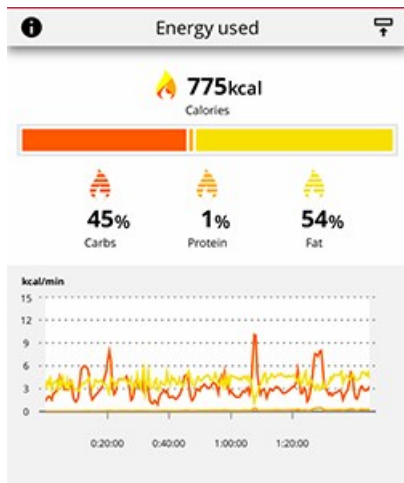 Energy used
775kcal
Calories
45% 1% 54%
Carbs Protein Fat
kcal/min
15
12
9
6
3
0
0:20:00 0:40:00 1:00:00 1:20:00